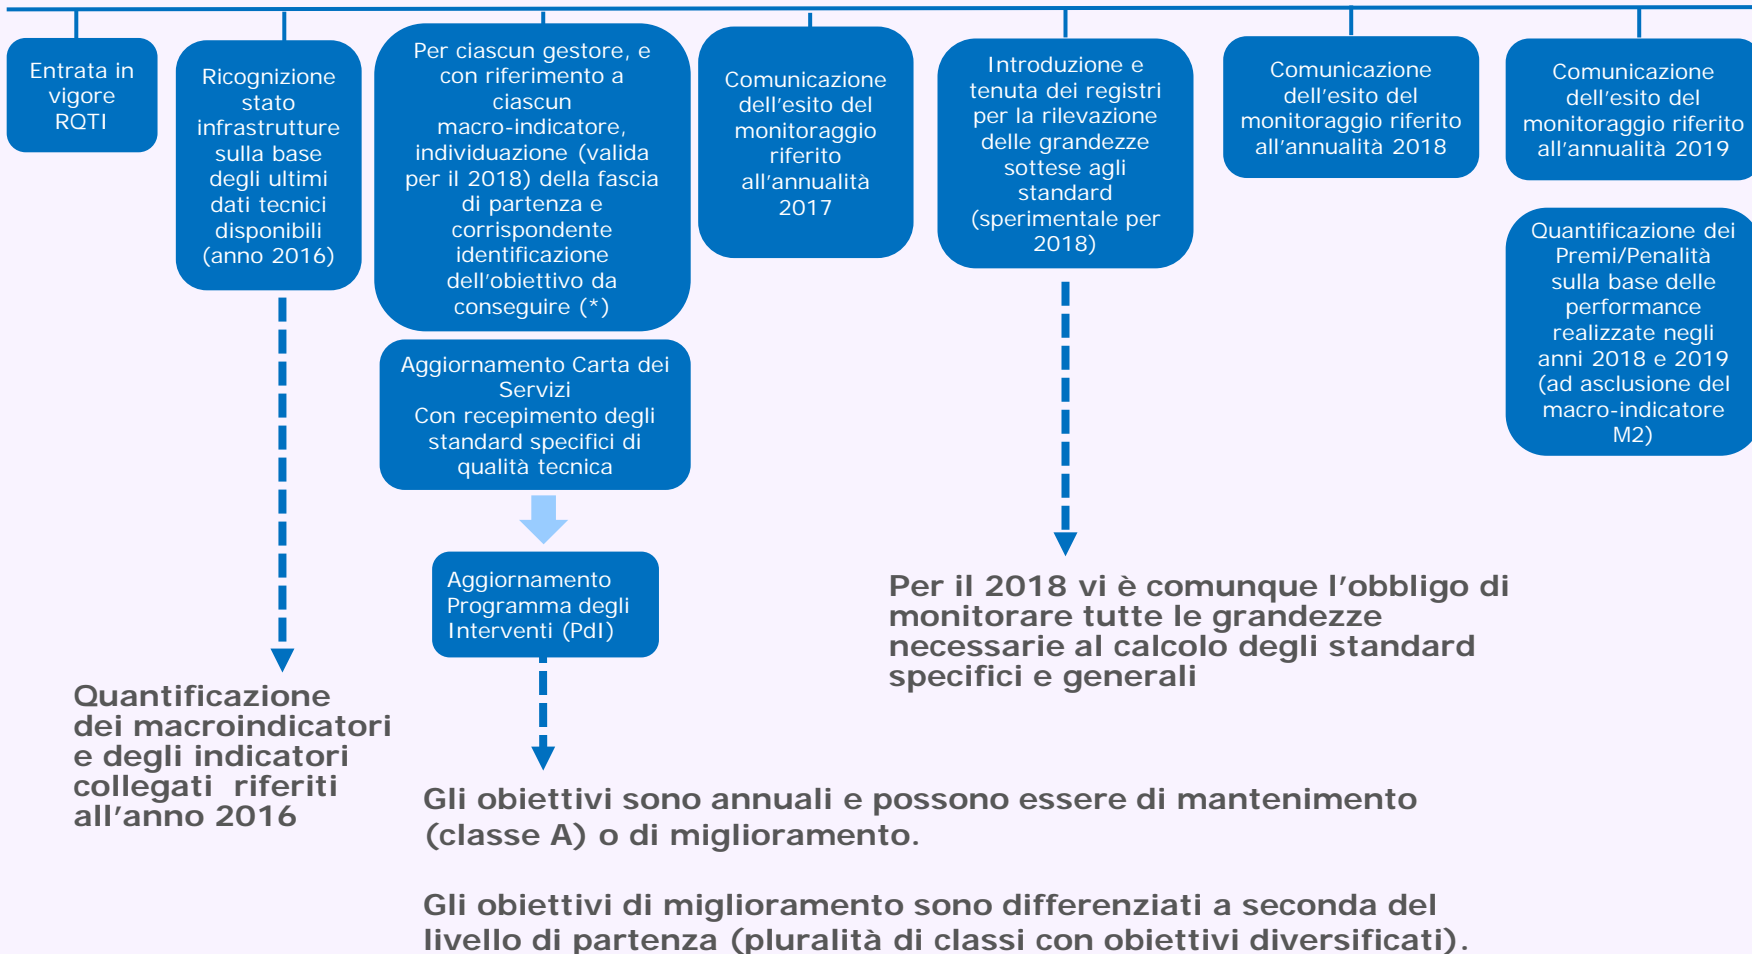 Entrata in
vigore
RQTI
Ricognizione
stato
infrastrutture
sulla base
degli ultimi
dati tecnici
disponibili
(anno 2016)
Per ciascun gestore, e
con riferimento a
ciascun
macro-indicatore,
individuazione (valida
per il 2018) della fascia
di partenza e
corrispondente
identificazione
dell'obiettivo da
conseguire (*)
Comunicazione
dell'esito del
monitoraggio
riferito
all'annualità
2017
Introduzione e
tenuta dei registri
per la rilevazione
delle grandezze
sottese agli
standard
(sperimentale per
2018)
Comunicazione
dell'esito del
monitoraggio riferito
all'annualità 2018
Comunicazione
dell'esito del
monitoraggio riferito
all'annualità 2019
Quantificazione dei
Premi/Penalità
sulla base delle
performance
realizzate negli
anni 2018 e 2019
(ad asclusione del
macro-indicatore
M2)
Aggiornamento Carta dei
Servizi
Con recepimento degli
standard specifici di
qualità tecnica
Aggiornamento
Programma degli
Interventi (PdI)
Per il 2018 vi è comunque l'obbligo di
monitorare tutte le grandezze
necessarie al calcolo degli standard
specifici e generali
Quantificazione
dei macroindicatori
e degli indicatori
collegati riferiti
all'anno 2016
Gli obiettivi sono annuali e possono essere di mantenimento
(classe A) o di miglioramento.
Gli obiettivi di miglioramento sono differenziati a seconda del
livello di partenza (pluralità di classi con obiettivi diversificati).